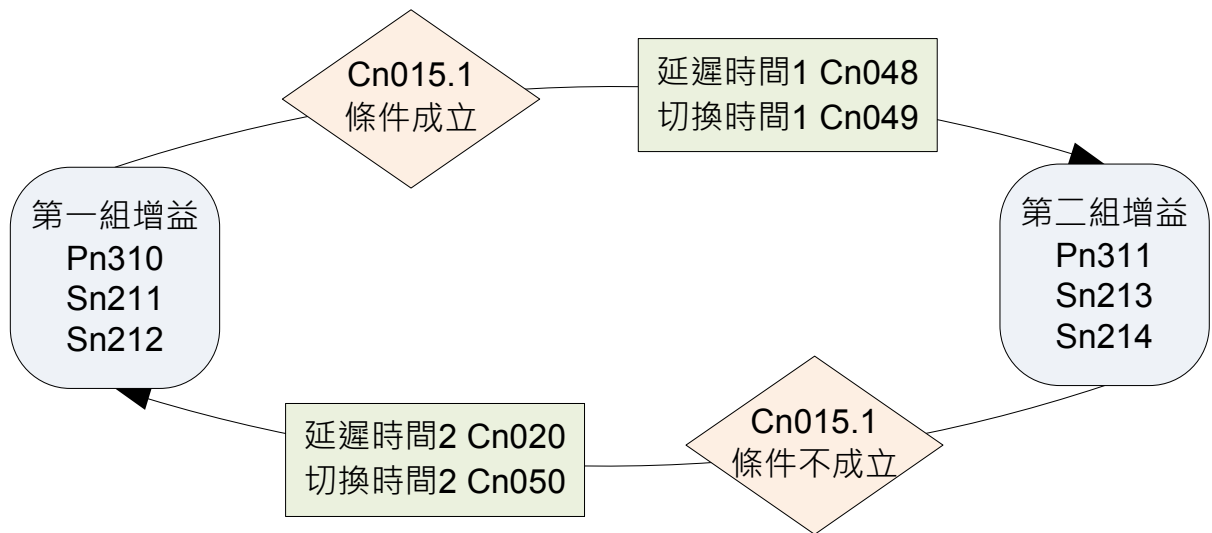 Cn015.1
條件成立
延遲時間1 Cn048
切換時間1 Cn049
第一組增益
Pn310
Sn211
Sn212
第二組增益
Pn311
Sn213
Sn214
延遲時間2 Cn020
切換時間2 Cn050
Cn015.1
條件不成立